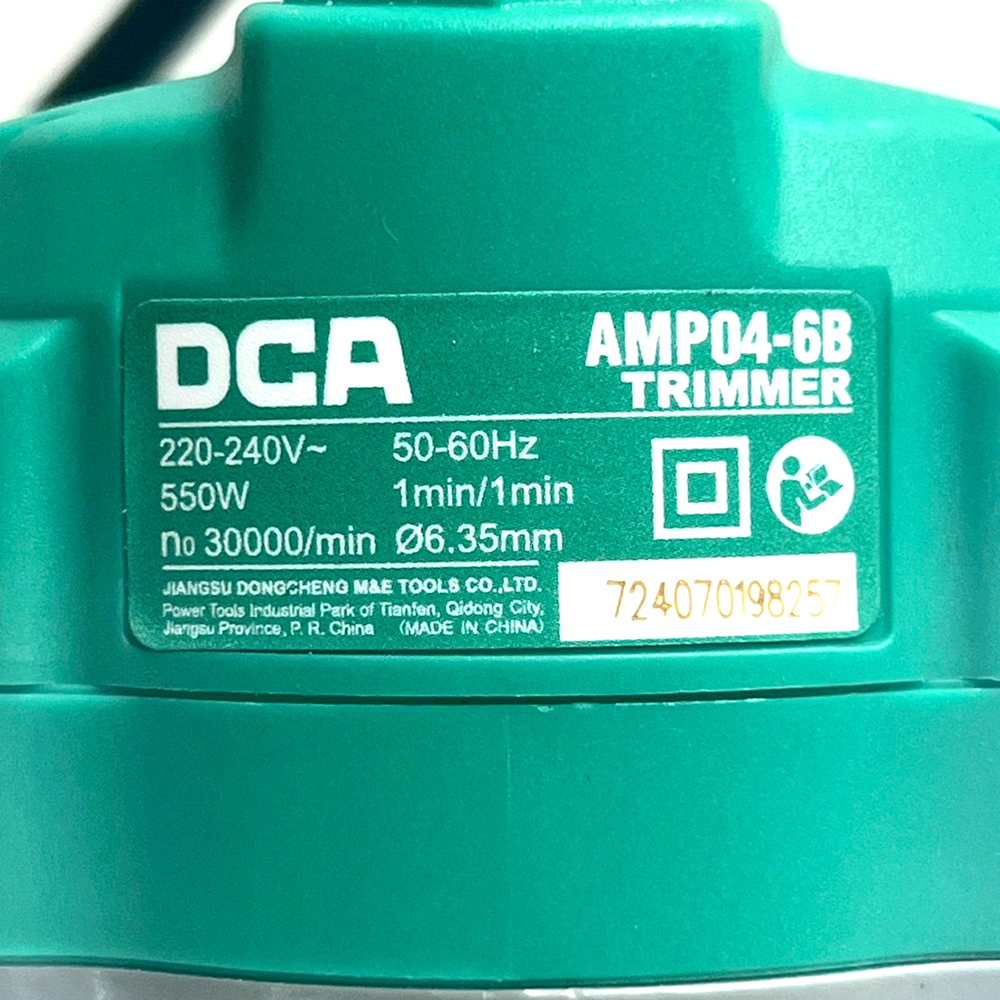 DCA
AMP04-6B
TRIMMER
220-240V~ 50-60Hz
550W 1min/1min
n₀ 30000/min Ø6.35mm
JIANGSU DONGCHENG M&E TOOLS CO.,LTD.
Power Tools Industrial Park of Tianfen, Qidong City,
Jiangsu Province, P. R. China (MADE IN CHINA)
724070198257